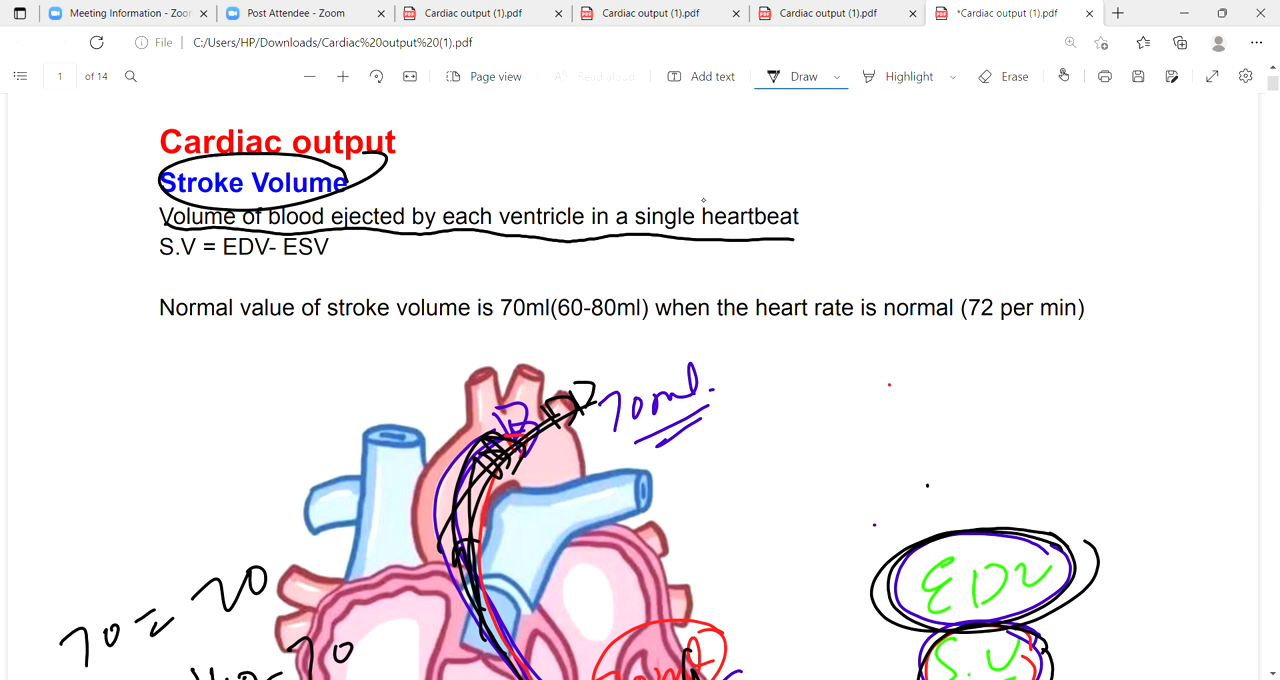 Meeting Information - Zoom
Post Attendee - Zoom
Cardiac output (1).pdf
Cardiac output (1).pdf
Cardiac output (1).pdf
*Cardiac output (1).pdf
File
C:/Users/HP/Downloads/Cardiac%20output%20(1).pdf
1 of 14
Page view
Read aloud
Add text
Draw
Highlight
Erase
Cardiac output
Stroke Volume
Volume of blood ejected by each ventricle in a single heartbeat
S.V = EDV- ESV
Normal value of stroke volume is 70ml(60-80ml) when the heart rate is normal (72 per min)
70ml.
EDV
70 = 70
S.V